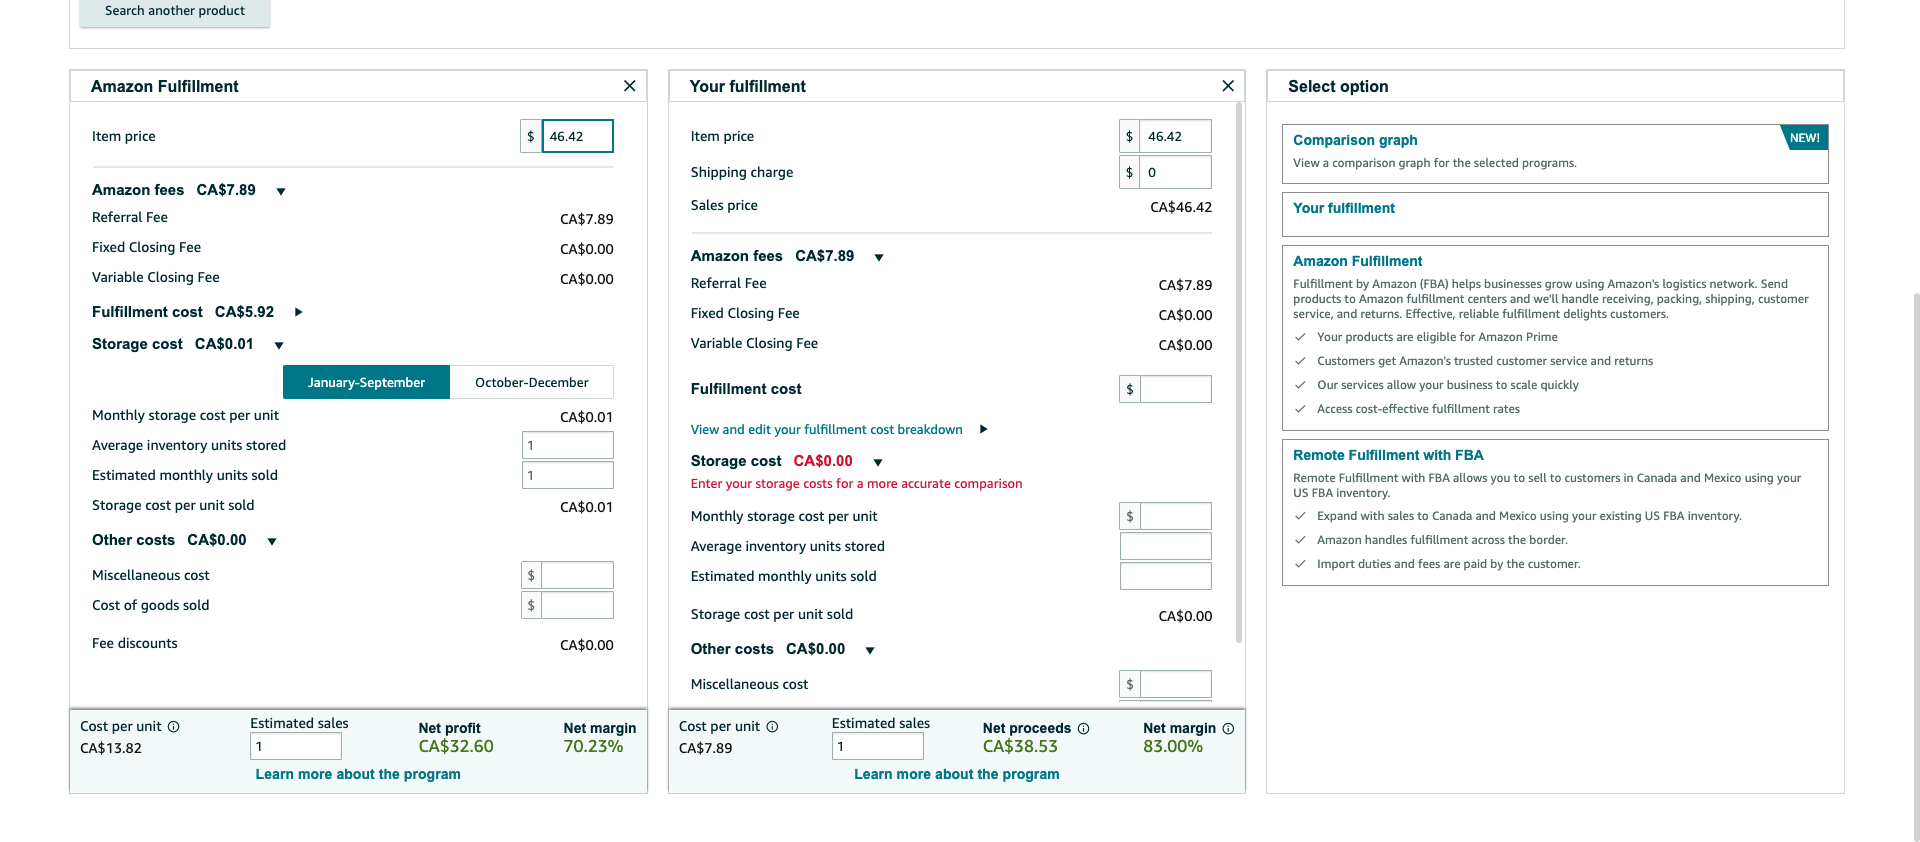 Search another product
Amazon Fulfillment
Item price
$ 46.42
Amazon fees CA$7.89
Referral Fee
CA$7.89
Fixed Closing Fee
CA$0.00
Variable Closing Fee
CA$0.00
Fulfillment cost CA$5.92
Storage cost CA$0.01
January-September
October-December
Monthly storage cost per unit
CA$0.01
Average inventory units stored
1
Estimated monthly units sold
1
Storage cost per unit sold
CA$0.01
Other costs CA$0.00
Miscellaneous cost
$
Cost of goods sold
$
Fee discounts
CA$0.00
Cost per unit
CA$13.82
Estimated sales
1
Net profit
CA$32.60
Net margin
70.23%
Learn more about the program
Your fulfillment
Item price
$ 46.42
Shipping charge
$ 0
Sales price
CA$46.42
Amazon fees CA$7.89
Referral Fee
CA$7.89
Fixed Closing Fee
CA$0.00
Variable Closing Fee
CA$0.00
Fulfillment cost
$
View and edit your fulfillment cost breakdown
Storage cost CA$0.00
Enter your storage costs for a more accurate comparison
Monthly storage cost per unit
$
Average inventory units stored
Estimated monthly units sold
Storage cost per unit sold
CA$0.00
Other costs CA$0.00
Miscellaneous cost
$
Cost per unit
CA$7.89
Estimated sales
1
Net proceeds
CA$38.53
Net margin
83.00%
Learn more about the program
Select option
Comparison graph
NEW!
View a comparison graph for the selected programs.
Your fulfillment
Amazon Fulfillment
Fulfillment by Amazon (FBA) helps businesses grow using Amazon's logistics network. Send
products to Amazon fulfillment centers and we'll handle receiving, packing, shipping, customer
service, and returns. Effective, reliable fulfillment delights customers.
Your products are eligible for Amazon Prime
Customers get Amazon's trusted customer service and returns
Our services allow your business to scale quickly
Access cost-effective fulfillment rates
Remote Fulfillment with FBA
Remote Fulfillment with FBA allows you to sell to customers in Canada and Mexico using your
US FBA inventory.
Expand with sales to Canada and Mexico using your existing US FBA inventory.
Amazon handles fulfillment across the border.
Import duties and fees are paid by the customer.